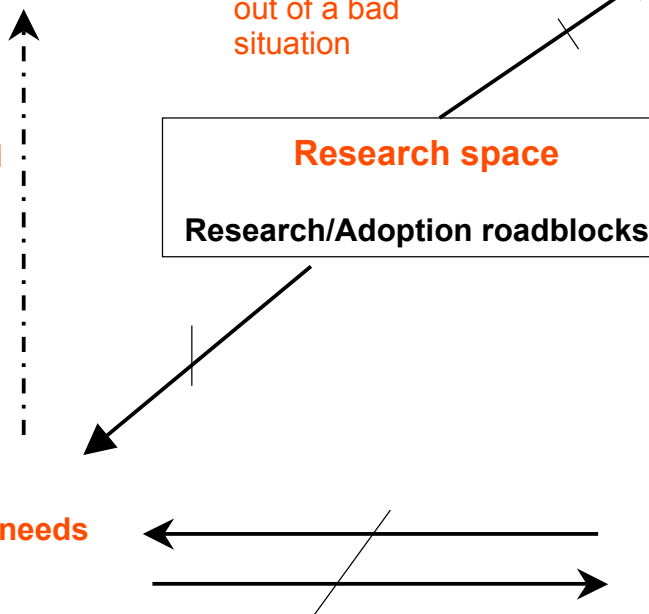 out of a bad
situation
Research space
Research/Adoption roadblocks
needs